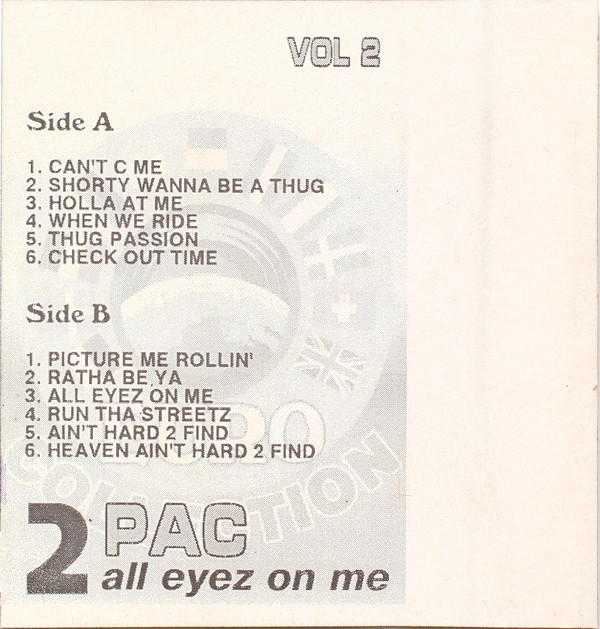 VOL 2
Side A
1. CAN'T C ME
2. SHORTY WANNA BE A THUG
3. HOLLA AT ME
4. WHEN WE RIDE
5. THUG PASSION
6. CHECK OUT TIME
Side B
1. PICTURE ME ROLLIN'
2. RATHA BE YA
3. ALL EYEZ ON ME
4. RUN THA STREETZ
5. AIN'T HARD 2 FIND
6. HEAVEN AIN'T HARD 2 FIND
EURO
COLLECTION
2 PAC
all eyez on me